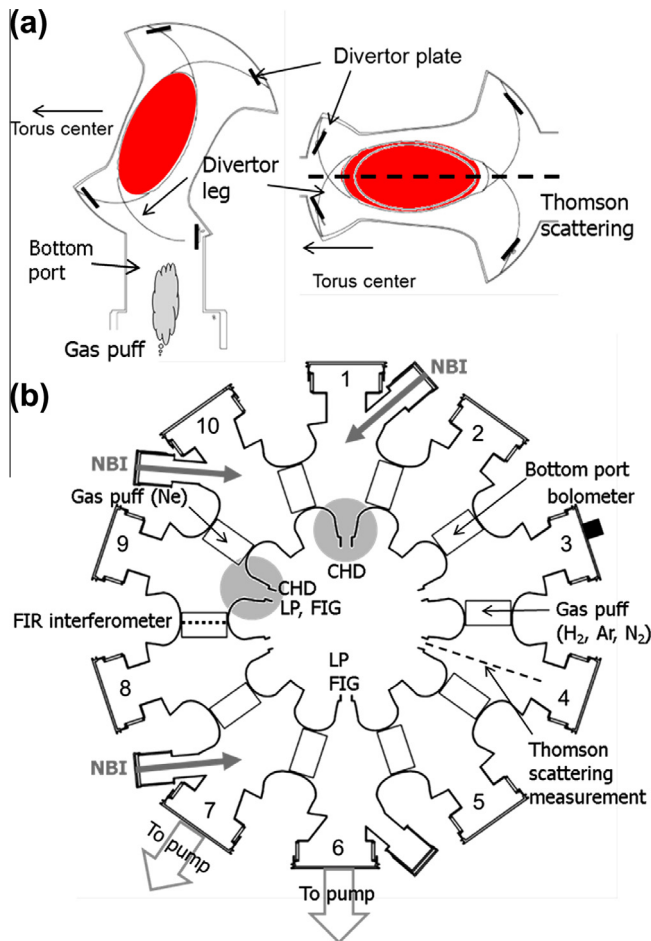 (a)
Divertor plate
Torus center
Divertor
leg
Bottom
port
Thomson
scattering
Torus center
Gas puff
(b)
1
NBI
10
2
NBI
Gas puff (Ne)
Bottom port
bolometer
9
3
CHD
CHD
LP, FIG
FIR interferometer
Gas puff
(H₂, Ar, N₂)
LP
FIG
8
4
NBI
Thomson
scattering
measurement
7
5
6
To pump
To pump